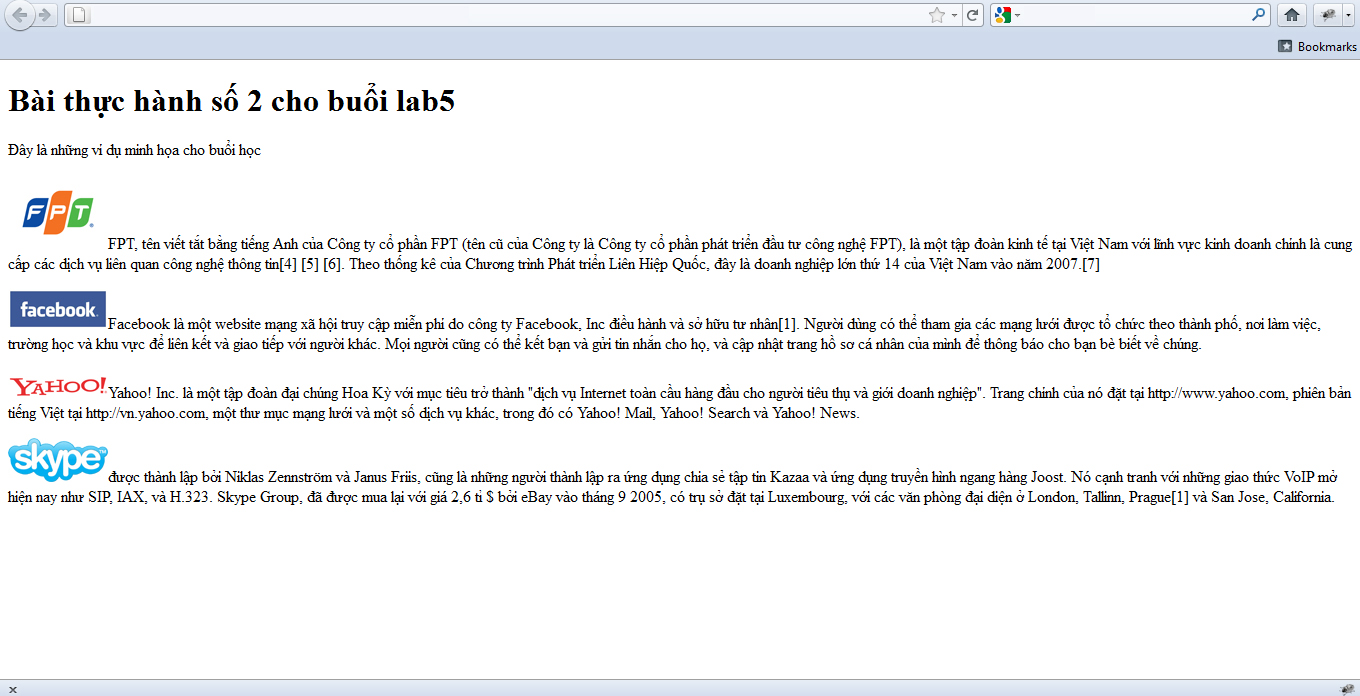 Bookmarks
Bài thực hành số 2 cho buổi lab5
Đây là những ví dụ minh họa cho buổi học
FPT
FPT, tên viết tắt bằng tiếng Anh của Công ty cổ phần FPT (tên cũ của Công ty là Công ty cổ phần phát triển đầu tư công nghệ FPT), là một tập đoàn kinh tế tại Việt Nam với lĩnh vực kinh doanh chính là cung
cấp các dịch vụ liên quan công nghệ thông tin[4] [5] [6]. Theo thống kê của Chương trình Phát triển Liên Hiệp Quốc, đây là doanh nghiệp lớn thứ 14 của Việt Nam vào năm 2007.[7]
facebook
Facebook là một website mạng xã hội truy cập miễn phí do công ty Facebook, Inc điều hành và sở hữu tư nhân[1]. Người dùng có thể tham gia các mạng lưới được tổ chức theo thành phố, nơi làm việc,
trường học và khu vực để liên kết và giao tiếp với người khác. Mọi người cũng có thể kết bạn và gửi tin nhắn cho họ, và cập nhật trang hồ sơ cá nhân của mình để thông báo cho bạn bè biết về chúng.
YAHOO!
Yahoo! Inc. là một tập đoàn đại chúng Hoa Kỳ với mục tiêu trở thành "dịch vụ Internet toàn cầu hàng đầu cho người tiêu thụ và giới doanh nghiệp". Trang chính của nó đặt tại http://www.yahoo.com, phiên bản
tiếng Việt tại http://vn.yahoo.com, một thư mục mạng lưới và một số dịch vụ khác, trong đó có Yahoo! Mail, Yahoo! Search và Yahoo! News.
skype
được thành lập bởi Niklas Zennström và Janus Friis, cũng là những người thành lập ra ứng dụng chia sẻ tập tin Kazaa và ứng dụng truyền hình ngang hàng Joost. Nó cạnh tranh với những giao thức VoIP mở
hiện nay như SIP, IAX, và H.323. Skype Group, đã được mua lại với giá 2,6 tỉ $ bởi eBay vào tháng 9 2005, có trụ sở đặt tại Luxembourg, với các văn phòng đại diện ở London, Tallinn, Prague[1] và San Jose, California.